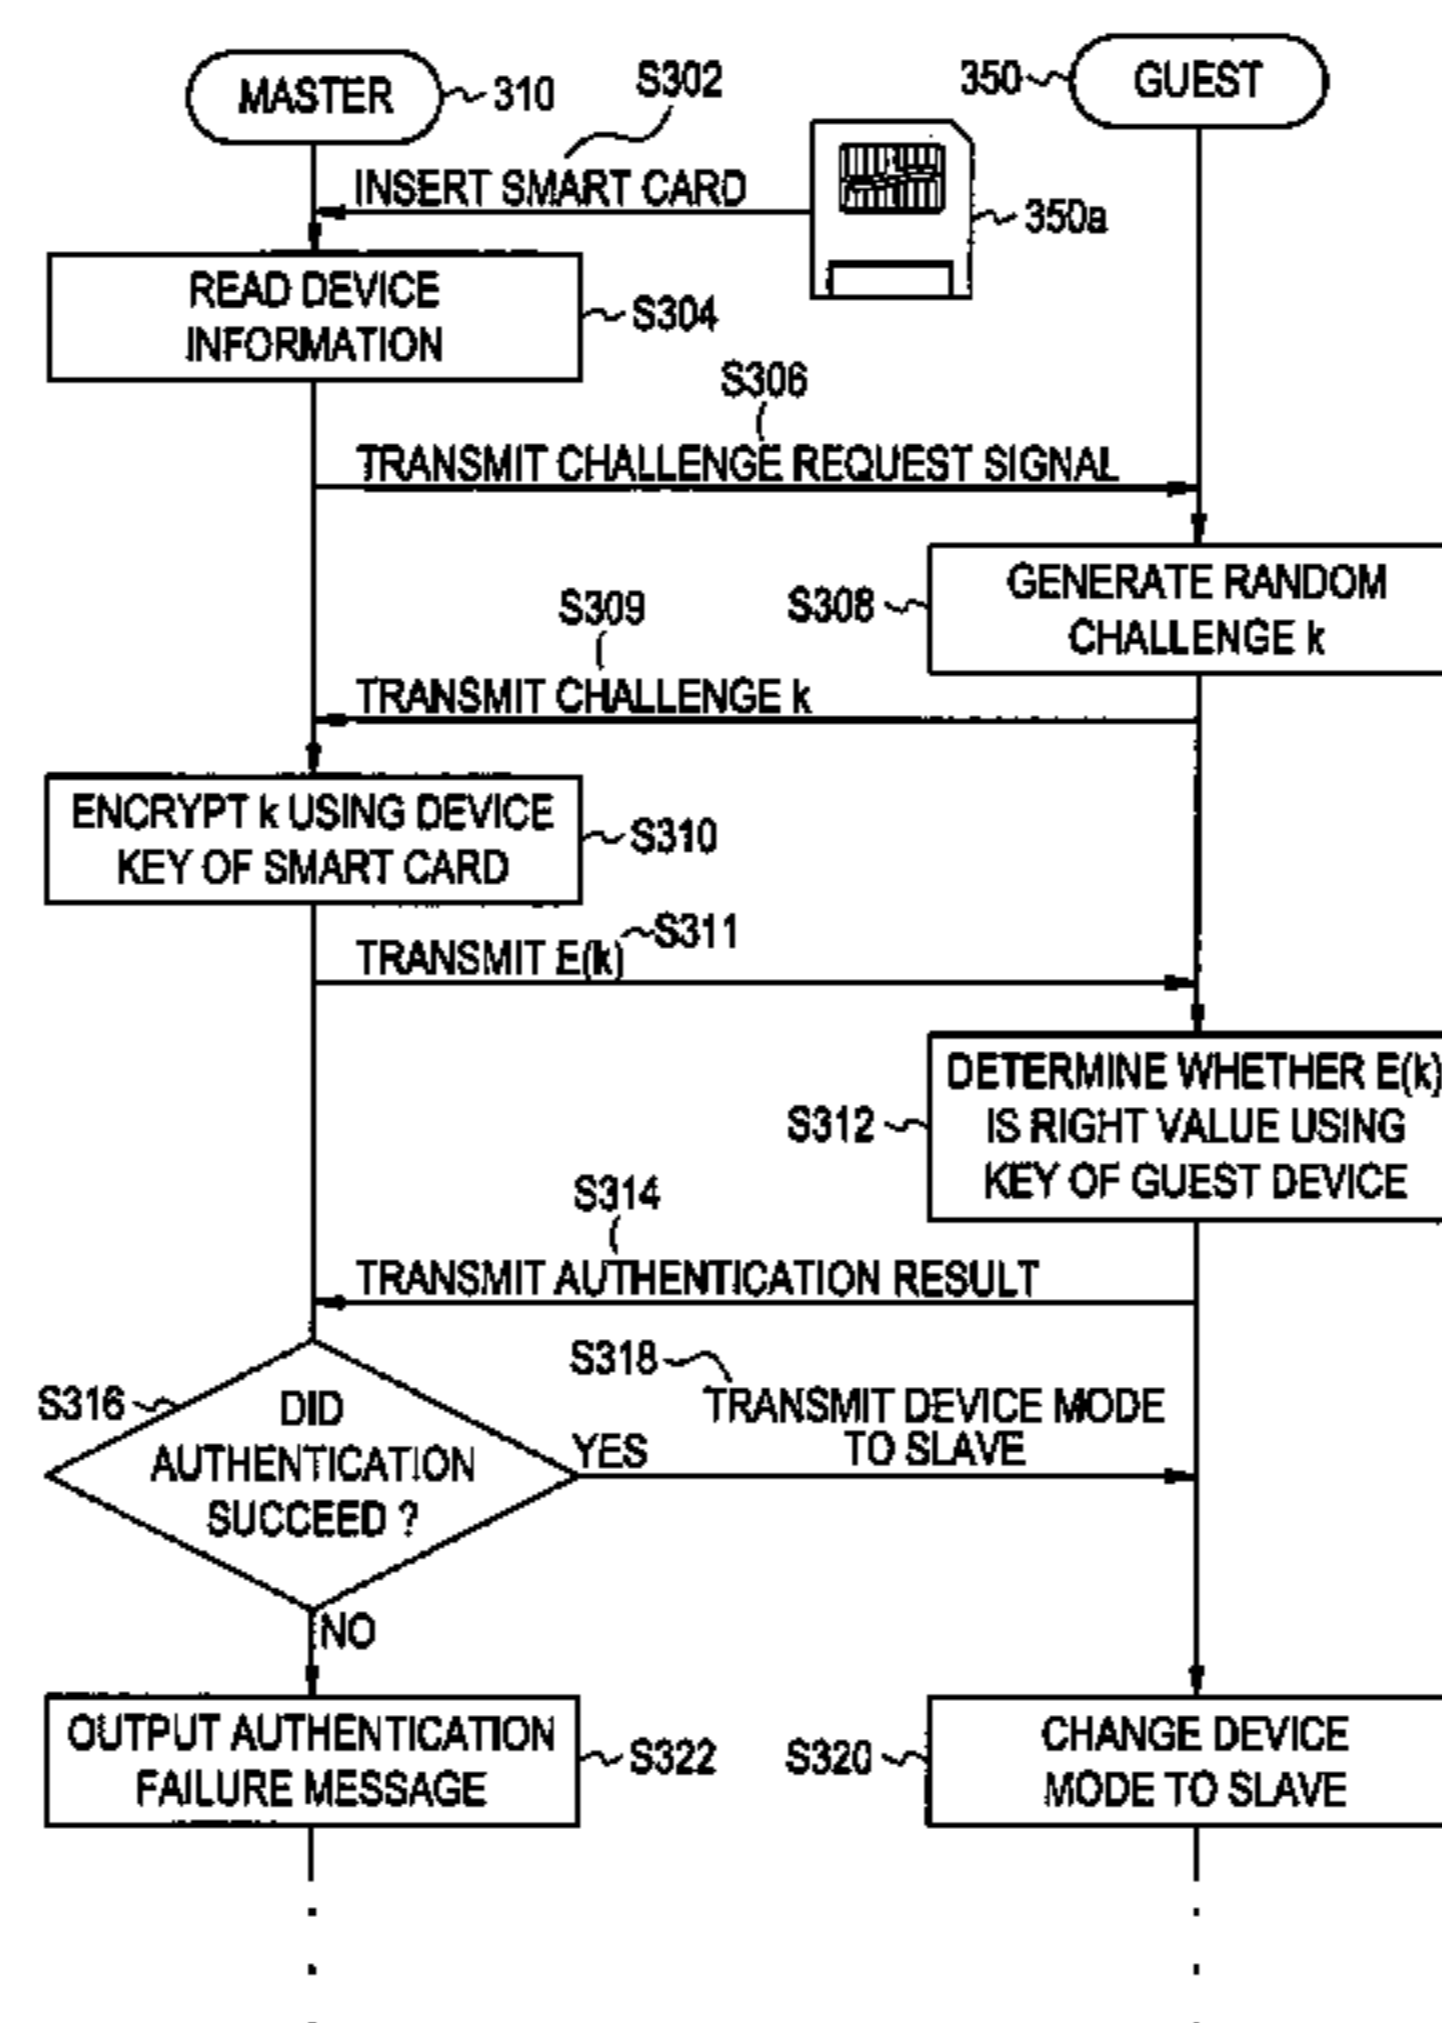 MASTER
310
S302
350
GUEST
INSERT SMART CARD
350a
READ DEVICE
INFORMATION
S304
S306
TRANSMIT CHALLENGE REQUEST SIGNAL
S308
GENERATE RANDOM
CHALLENGE k
S309
TRANSMIT CHALLENGE k
ENCRYPT k USING DEVICE
KEY OF SMART CARD
S310
TRANSMIT E(k)
S311
S312
DETERMINE WHETHER E(k)
IS RIGHT VALUE USING
KEY OF GUEST DEVICE
S314
TRANSMIT AUTHENTICATION RESULT
S318
TRANSMIT DEVICE MODE
TO SLAVE
S316
DID
AUTHENTICATION
SUCCEED ?
YES
NO
OUTPUT AUTHENTICATION
FAILURE MESSAGE
S322
S320
CHANGE DEVICE
MODE TO SLAVE